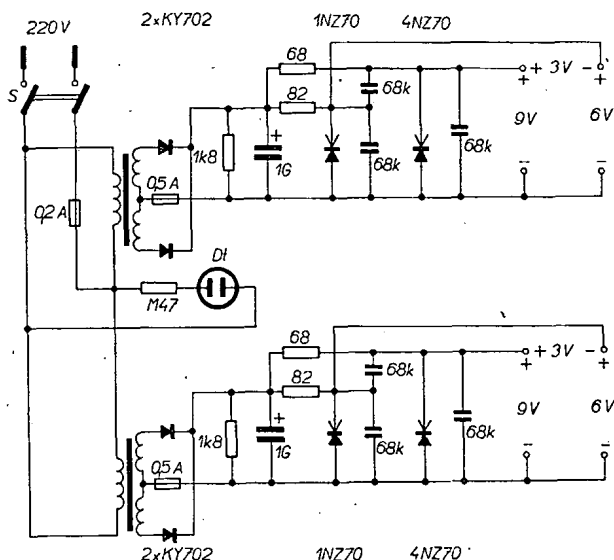 220V
2xKY702
1NZ70
4NZ70
S
68
68k
+ 3V -
+ +
82
+
1k8
1G
68k
68k
9V
6V
0,5A
- -
0,2A
M47
Dt
68
68k
+ 3V -
+ +
82
+
1k8
1G
68k
68k
9V
6V
0,5A
- -
2xKY702
1NZ70
4NZ70